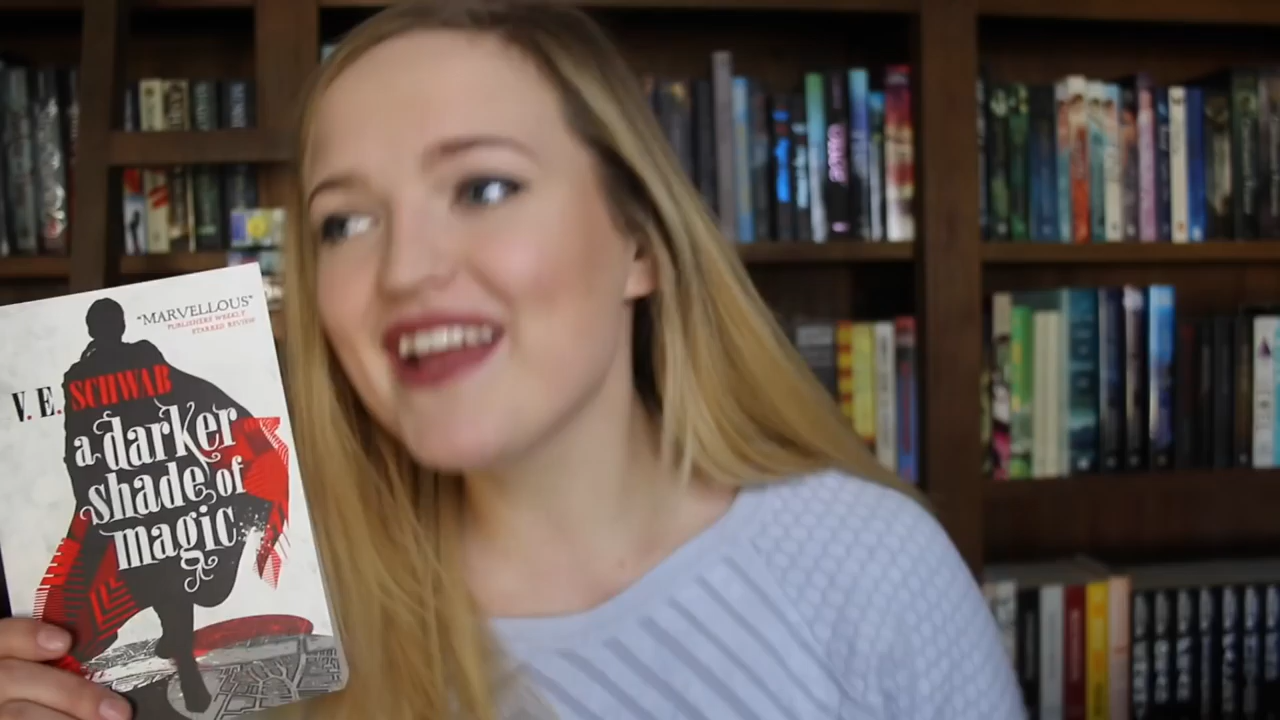 "MARVELLOUS"
PUBLISHERS WEEKLY
STARRED REVIEW
V. E. SCHWAB
a darker
shade of
magic